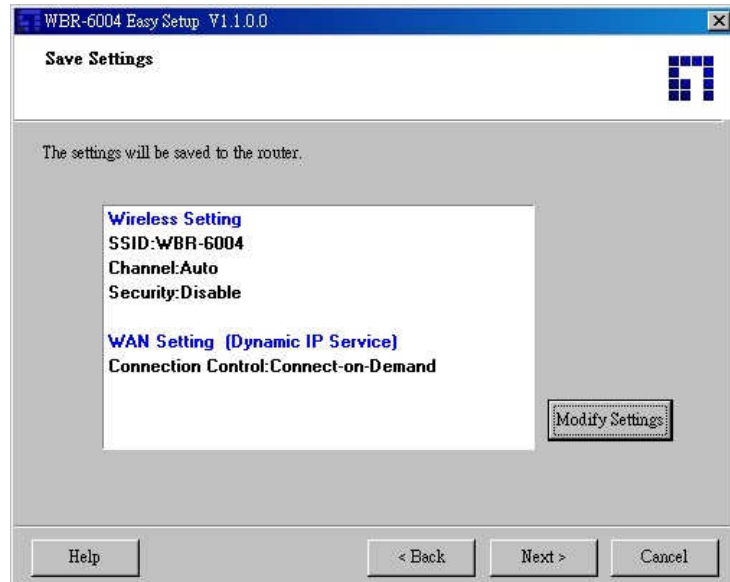 WBR-6004 Easy Setup V1.1.0.0
Save Settings
The settings will be saved to the router.
Wireless Setting
SSID:WBR-6004
Channel:Auto
Security:Disable
WAN Setting (Dynamic IP Service)
Connection Control:Connect-on-Demand
Modify Settings
Help
< Back
Next >
Cancel